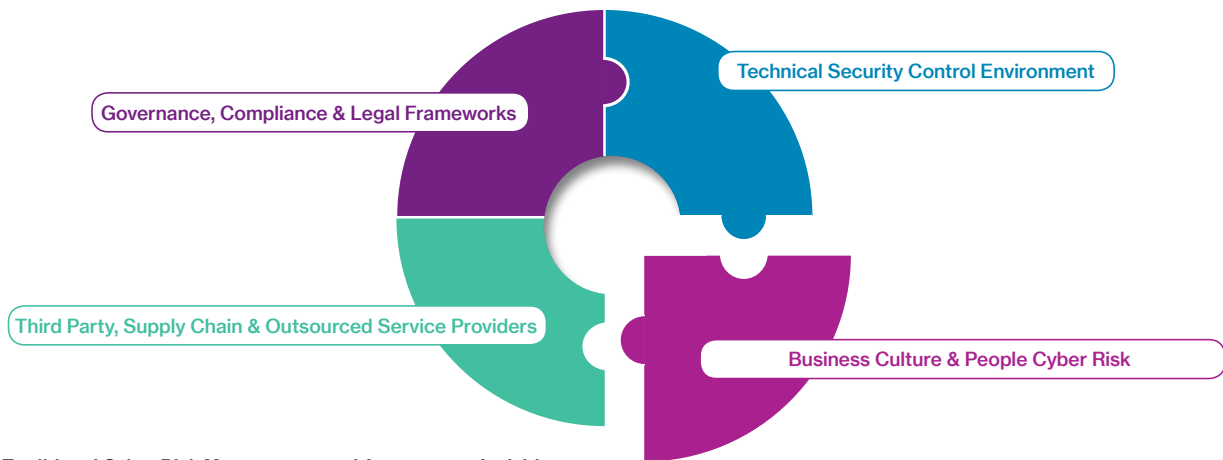 Technical Security Control Environment
Governance, Compliance & Legal Frameworks
Third Party, Supply Chain & Outsourced Service Providers
Business Culture & People Cyber Risk